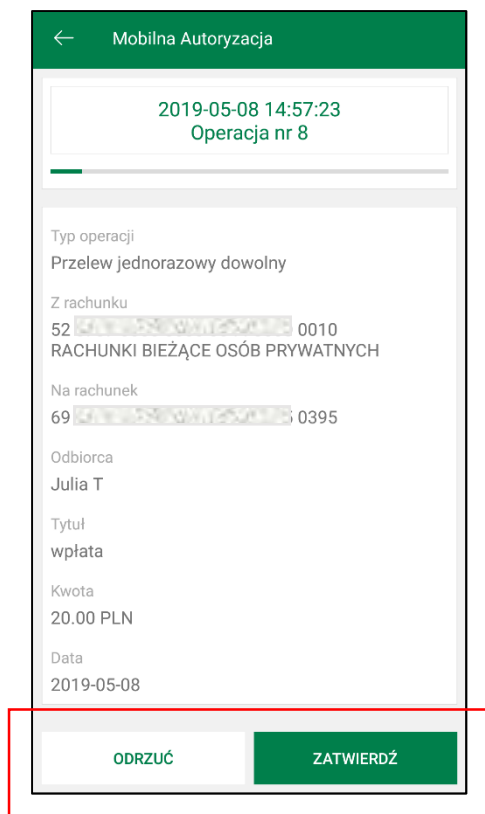 Mobilna Autoryzacja
2019-05-08 14:57:23
Operacja nr 8
Typ operacji
Przelew jednorazowy dowolny
Z rachunku
52 0010
RACHUNKI BIEŻĄCE OSÓB PRYWATNYCH
Na rachunek
69 0395
Odbiorca
Julia T
Tytuł
wpłata
Kwota
20.00 PLN
Data
2019-05-08
ODRZUĆ ZATWIERDŹ